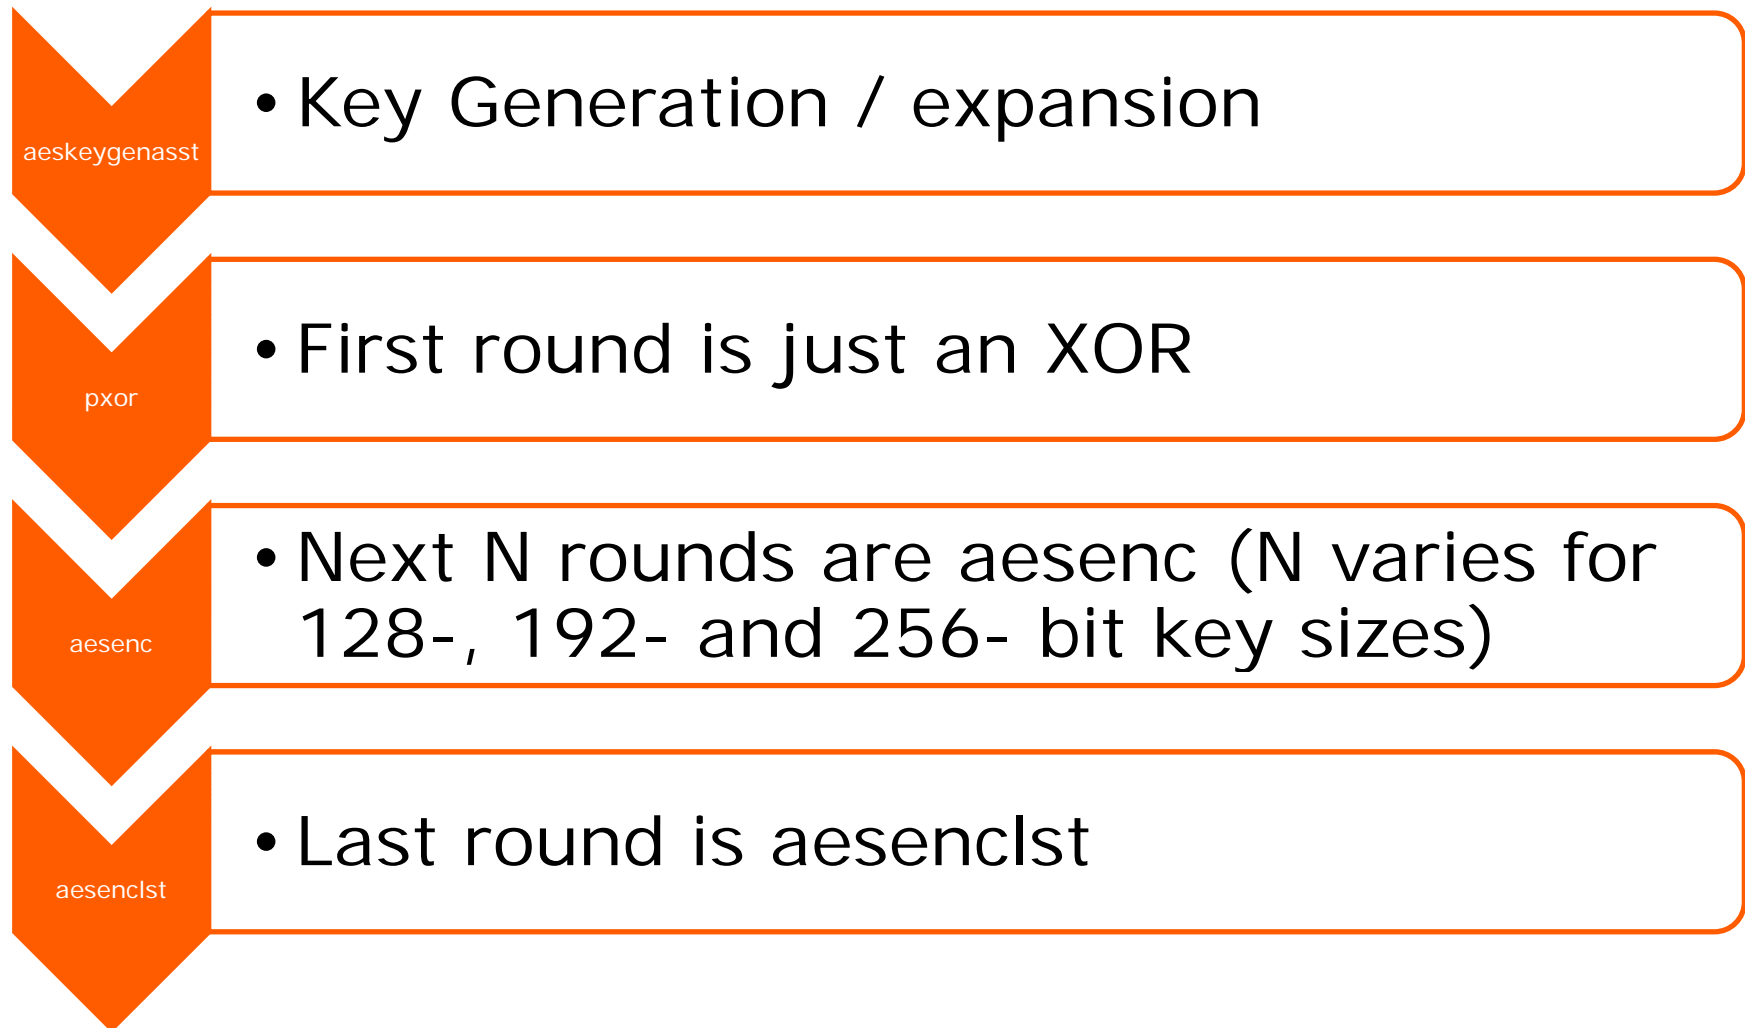 aeskeygenasst
• Key Generation / expansion
pxor
• First round is just an XOR
aesenc
• Next N rounds are aesenc (N varies for
128-, 192- and 256- bit key sizes)
aesenclst
• Last round is aesenclst